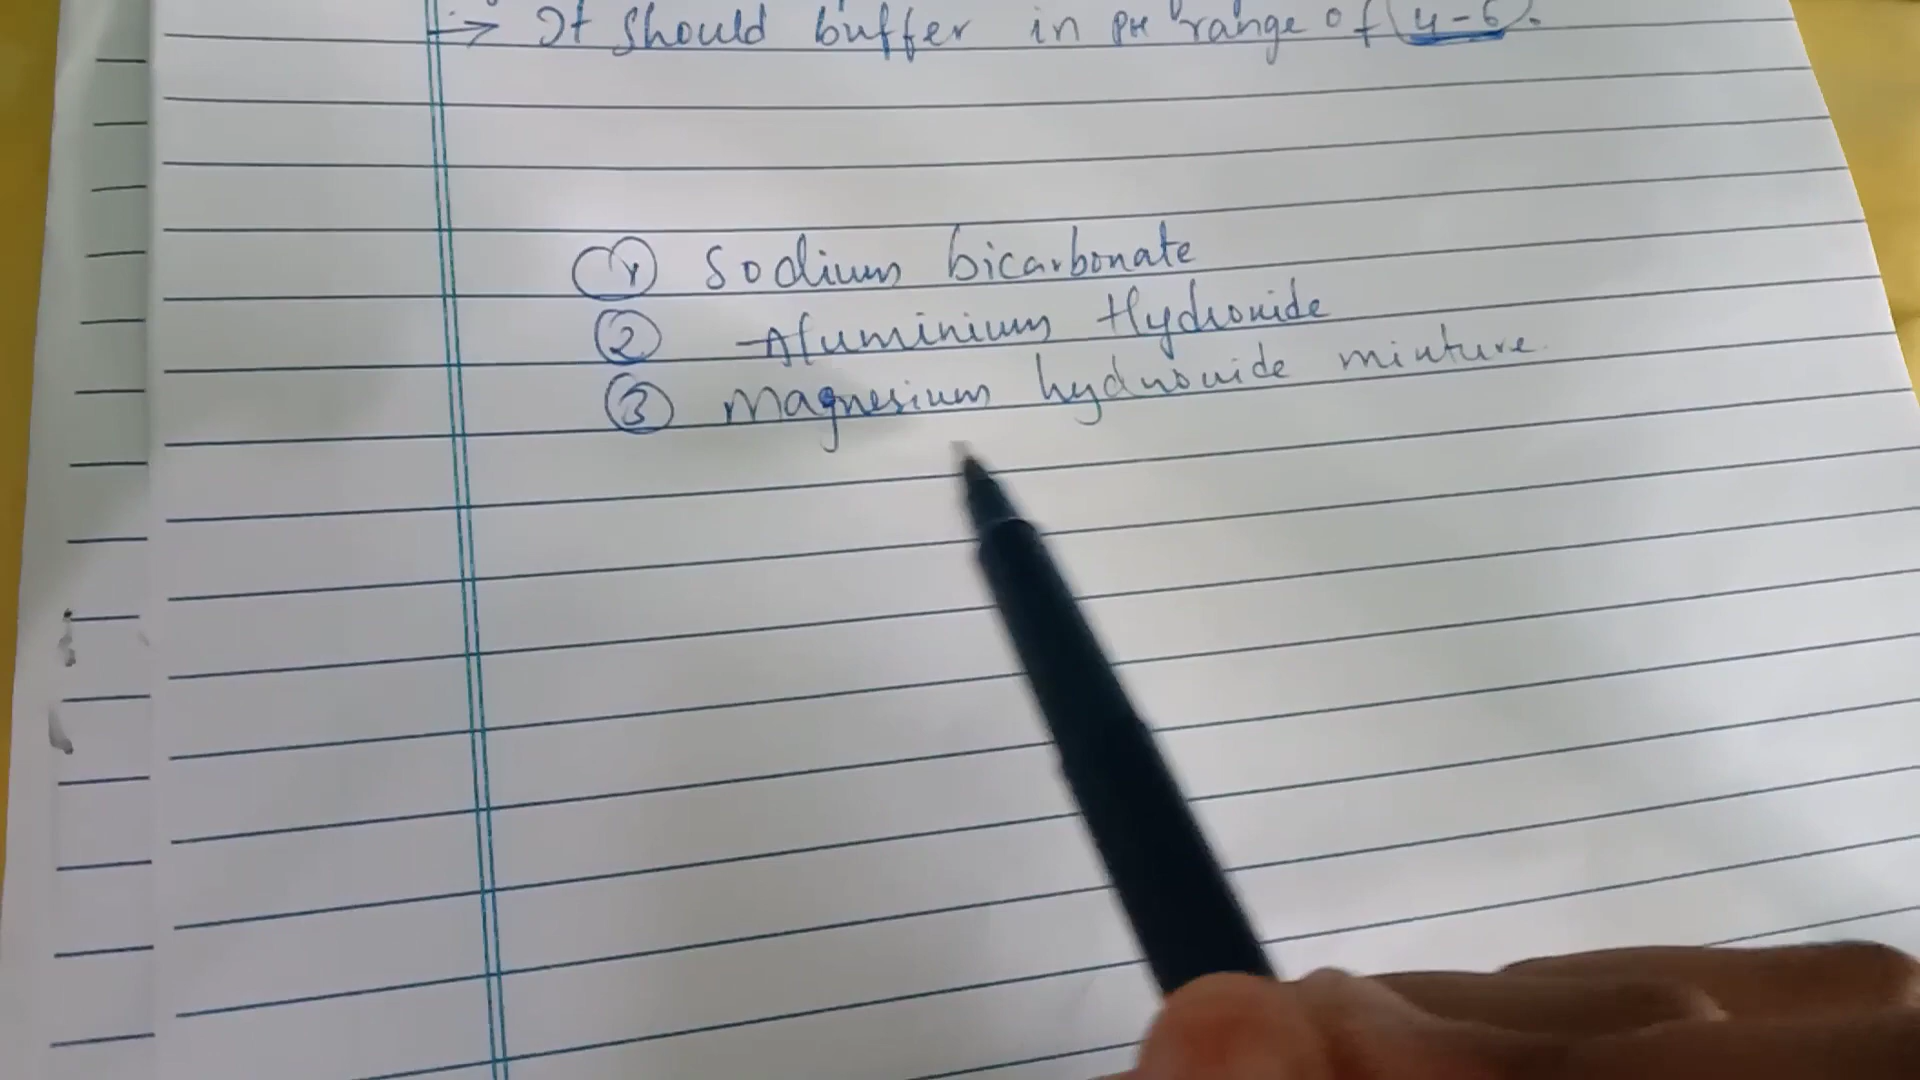 → It should buffer in pH range of (4-6).
① Sodium bicarbonate
② Aluminium Hydroxide
③ Magnesium hydroxide mixture.